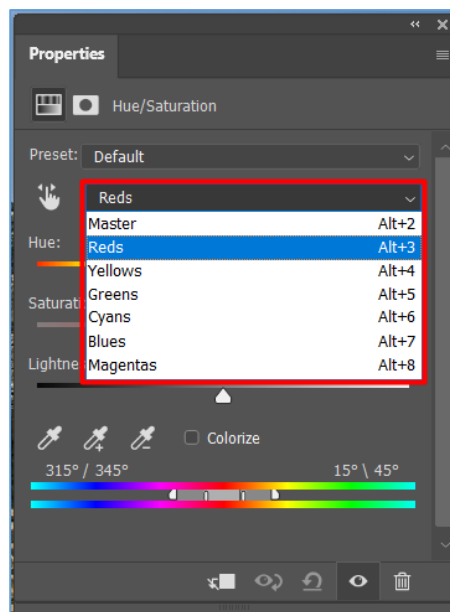 Properties
Hue/Saturation
Preset: Default
Reds
Master Alt+2
Hue: Reds Alt+3
Yellows Alt+4
Greens Alt+5
Saturati
Cyans Alt+6
Blues Alt+7
Lightne Magentas Alt+8
Colorize
315° / 345° 15° \ 45°